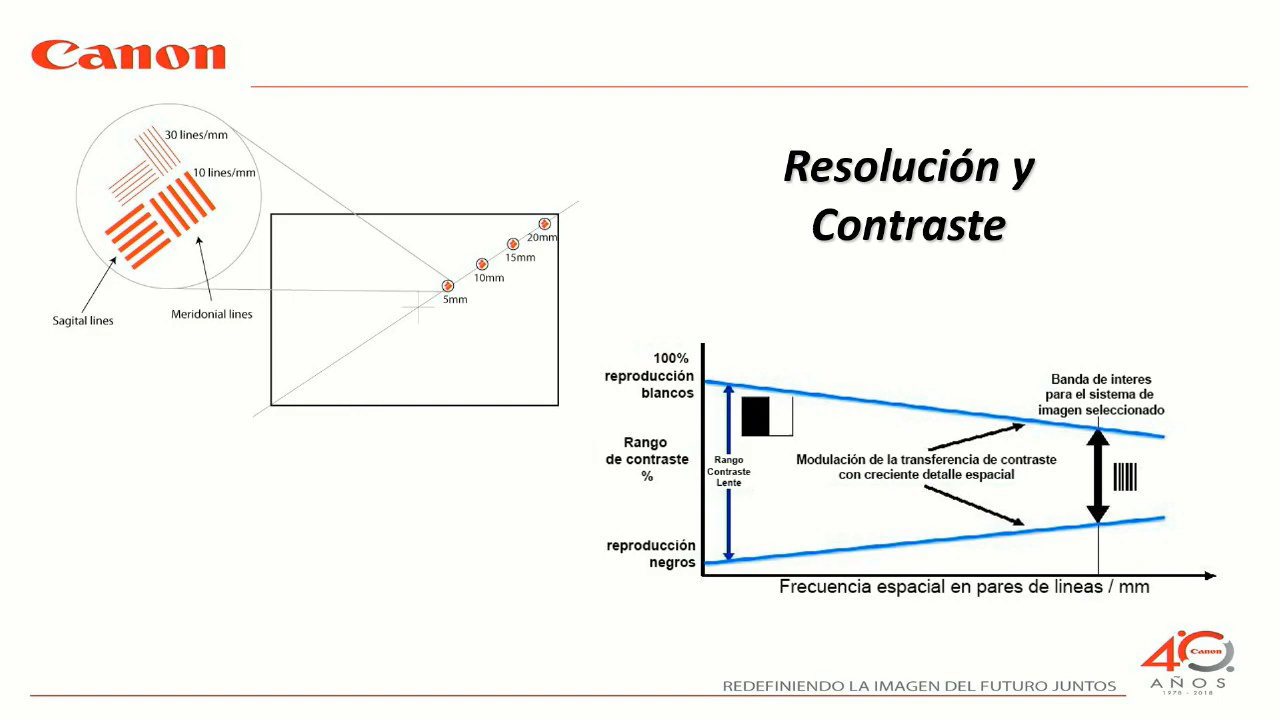 Canon
30 lines/mm
10 lines/mm
Sagital lines
Meridonial lines
20mm
15mm
10mm
5mm
Resolución y
Contraste
100%
reproducción
blancos
Rango
de contraste
%
reproducción
negros
Rango
Contraste
Lente
Modulación de la transferencia de contraste
con creciente detalle espacial
Banda de interes
para el sistema de
imagen seleccionado
Frecuencia espacial en pares de lineas / mm
REDEFINIENDO LA IMAGEN DEL FUTURO JUNTOS
40
Canon
AÑOS
1978 - 2018